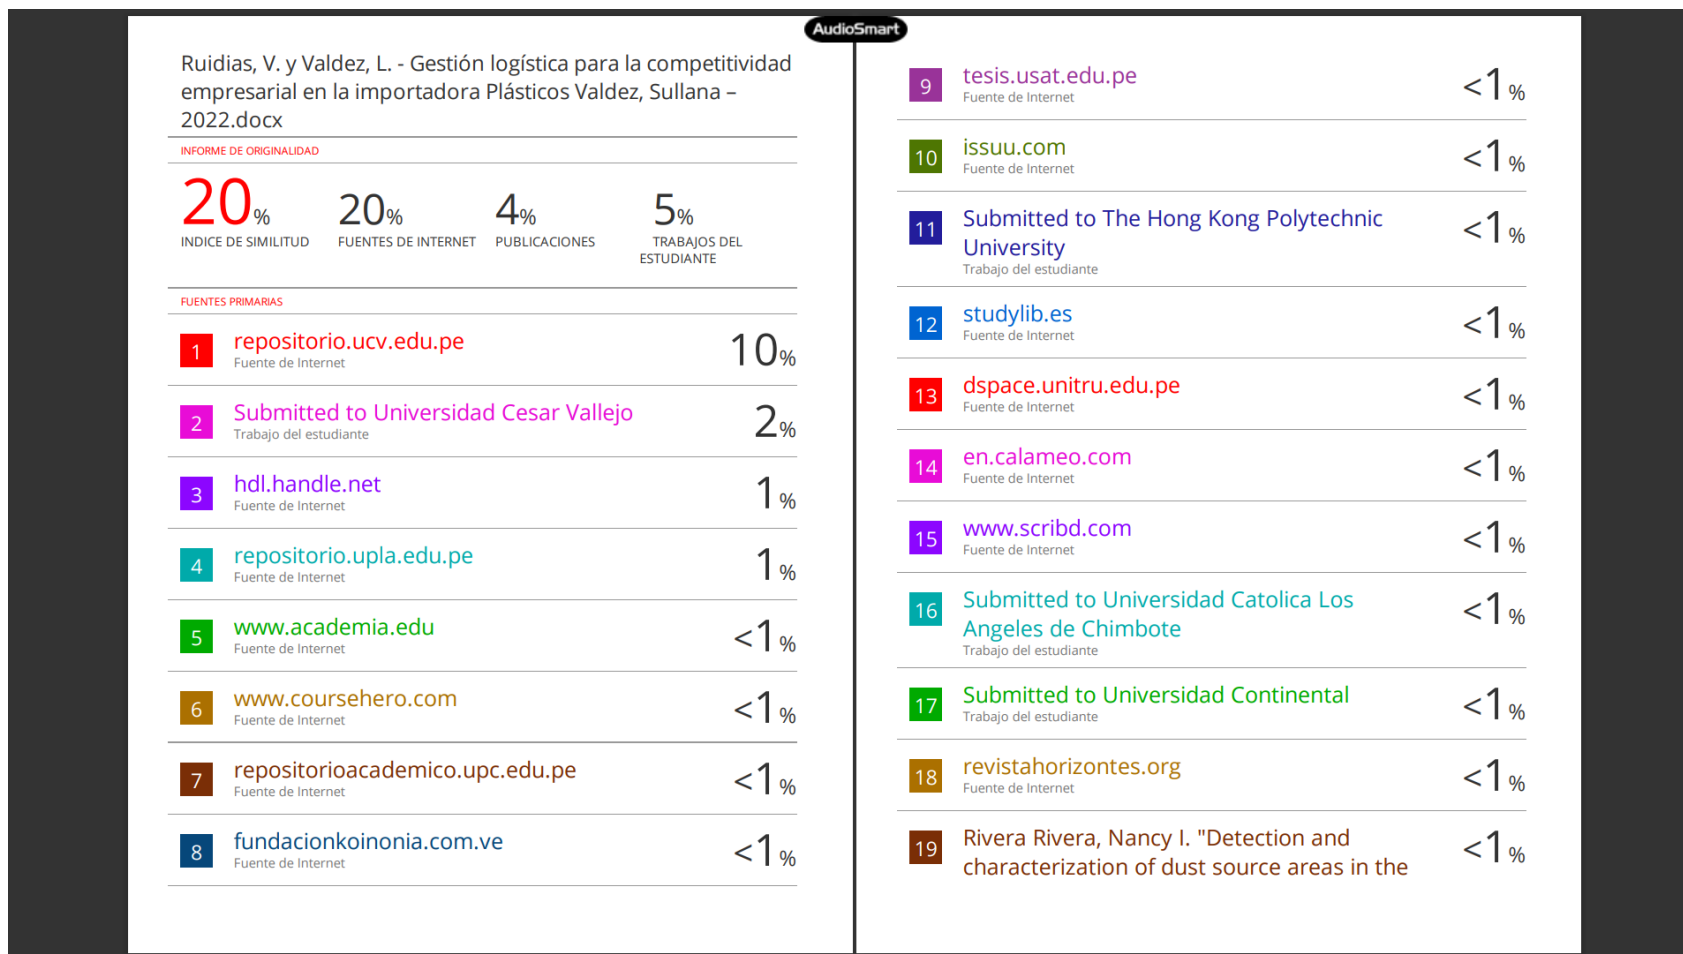 AudioSmart
Ruidias, V. y Valdez, L. - Gestión logística para la competitividad
empresarial en la importadora Plásticos Valdez, Sullana –
2022.docx
INFORME DE ORIGINALIDAD
20%
INDICE DE SIMILITUD
20%
FUENTES DE INTERNET
4%
PUBLICACIONES
5%
TRABAJOS DEL
ESTUDIANTE
FUENTES PRIMARIAS
1
repositorio.ucv.edu.pe
Fuente de Internet
10%
2
Submitted to Universidad Cesar Vallejo
Trabajo del estudiante
2%
3
hdl.handle.net
Fuente de Internet
1%
4
repositorio.upla.edu.pe
Fuente de Internet
1%
5
www.academia.edu
Fuente de Internet
<1%
6
www.coursehero.com
Fuente de Internet
<1%
7
repositorioacademico.upc.edu.pe
Fuente de Internet
<1%
8
fundacionkoinonia.com.ve
Fuente de Internet
<1%
9
tesis.usat.edu.pe
Fuente de Internet
<1%
10
issuu.com
Fuente de Internet
<1%
11
Submitted to The Hong Kong Polytechnic
University
Trabajo del estudiante
<1%
12
studylib.es
Fuente de Internet
<1%
13
dspace.unitru.edu.pe
Fuente de Internet
<1%
14
en.calameo.com
Fuente de Internet
<1%
15
www.scribd.com
Fuente de Internet
<1%
16
Submitted to Universidad Catolica Los
Angeles de Chimbote
Trabajo del estudiante
<1%
17
Submitted to Universidad Continental
Trabajo del estudiante
<1%
18
revistahorizontes.org
Fuente de Internet
<1%
19
Rivera Rivera, Nancy I. "Detection and
characterization of dust source areas in the
<1%